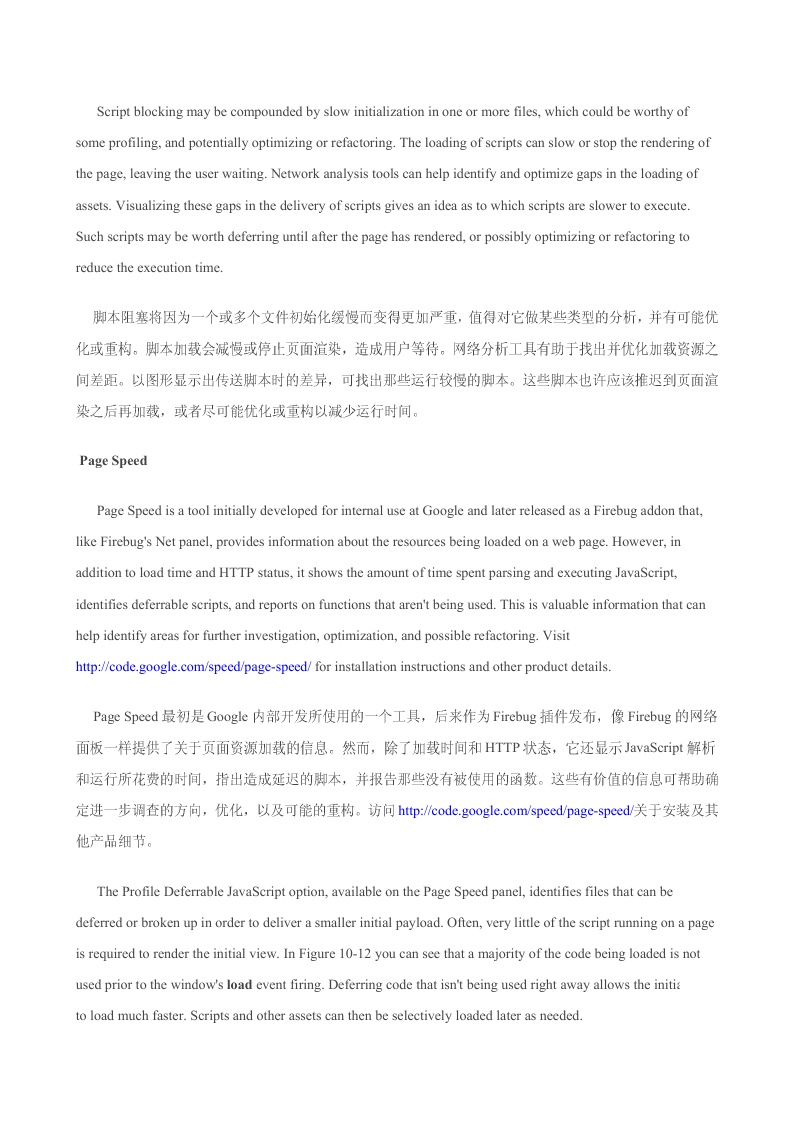 Script blocking may be compounded by slow initialization in one or more files, which could be worthy of
some profiling, and potentially optimizing or refactoring. The loading of scripts can slow or stop the rendering of
the page, leaving the user waiting. Network analysis tools can help identify and optimize gaps in the loading of
assets. Visualizing these gaps in the delivery of scripts gives an idea as to which scripts are slower to execute.
Such scripts may be worth deferring until after the page has rendered, or possibly optimizing or refactoring to
reduce the execution time.
脚本阻塞将因为一个或多个文件初始化缓慢而变得更加严重，值得对它做某些类型的分析，并有可能优
化或重构。脚本加载会减慢或停止页面渲染，造成用户等待。网络分析工具有助于找出并优化加载资源之
间差距。以图形显示出传送脚本时的差异，可找出那些运行较慢的脚本。这些脚本也许应该推迟到页面渲
染之后再加载，或者尽可能优化或重构以减少运行时间。
Page Speed
Page Speed is a tool initially developed for internal use at Google and later released as a Firebug addon that,
like Firebug's Net panel, provides information about the resources being loaded on a web page. However, in
addition to load time and HTTP status, it shows the amount of time spent parsing and executing JavaScript,
identifies deferrable scripts, and reports on functions that aren't being used. This is valuable information that can
help identify areas for further investigation, optimization, and possible refactoring. Visit
http://code.google.com/speed/page-speed/ for installation instructions and other product details.
Page Speed 最初是 Google 内部开发所使用的一个工具，后来作为 Firebug 插件发布，像 Firebug 的网络
面板一样提供了关于页面资源加载的信息。然而，除了加载时间和 HTTP 状态，它还显示 JavaScript 解析
和运行所花费的时间，指出造成延迟的脚本，并报告那些没有被使用的函数。这些有价值的信息可帮助确
定进一步调查的方向，优化，以及可能的重构。访问 http://code.google.com/speed/page-speed/关于安装及其
他产品细节。
The Profile Deferrable JavaScript option, available on the Page Speed panel, identifies files that can be
deferred or broken up in order to deliver a smaller initial payload. Often, very little of the script running on a page
is required to render the initial view. In Figure 10-12 you can see that a majority of the code being loaded is not
used prior to the window's load event firing. Deferring code that isn't being used right away allows the
to load much faster. Scripts and other assets can then be selectively loaded later as needed.